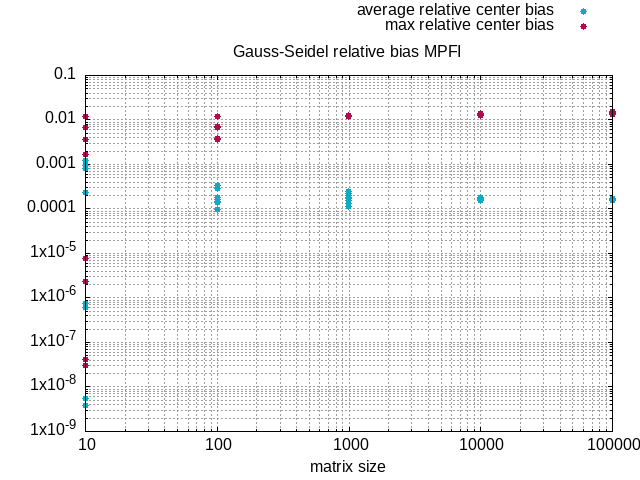 average relative center bias
max relative center bias
Gauss-Seidel relative bias MPFI
0.1
0.01
0.001
0.0001
1x10-5
1x10-6
1x10-7
1x10-8
1x10-9
10 100 1000 10000 100000
matrix size